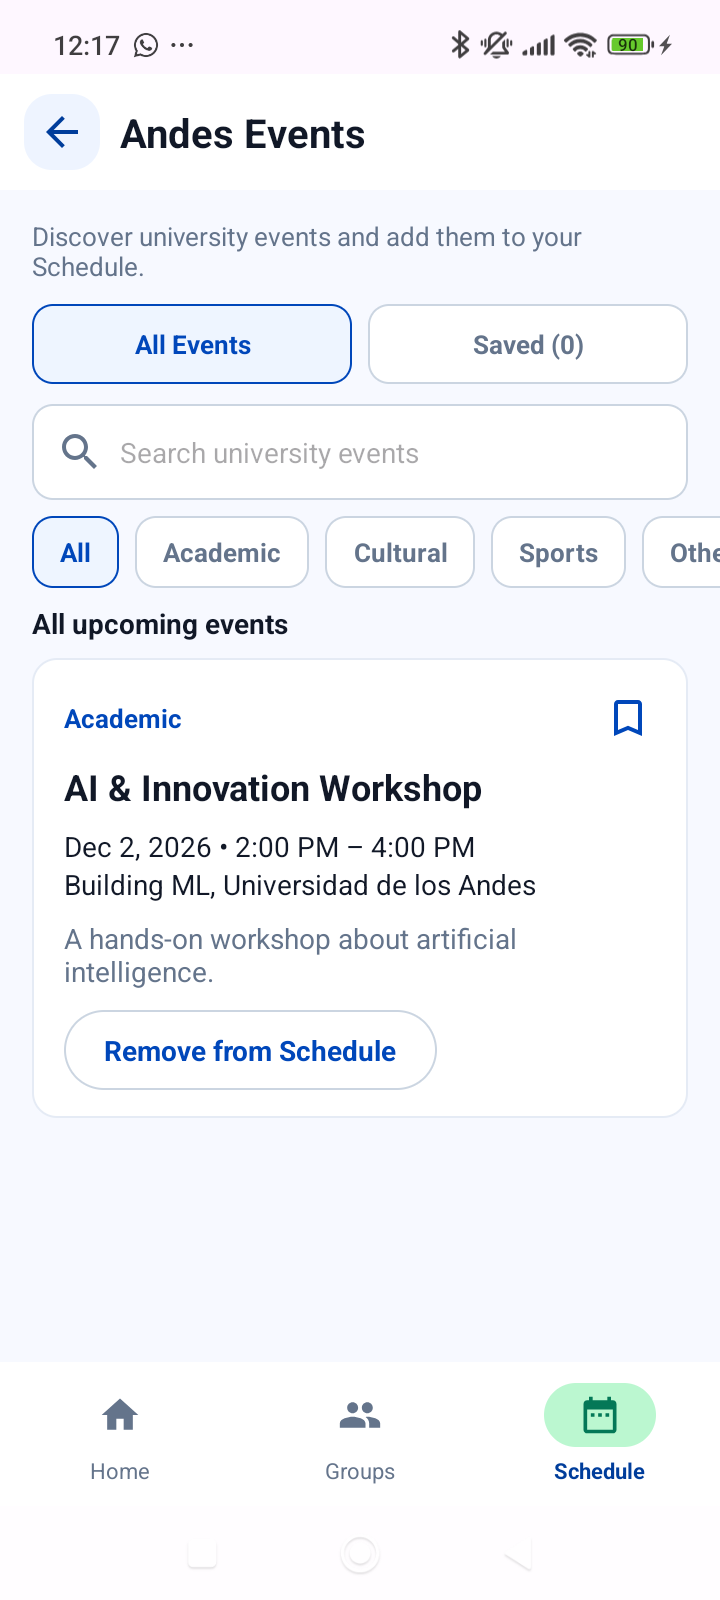 12:17
90
Andes Events
Discover university events and add them to your
Schedule.
All Events
Saved (0)
Search university events
All
Academic
Cultural
Sports
Othe
All upcoming events
Academic
AI & Innovation Workshop
Dec 2, 2026 • 2:00 PM – 4:00 PM
Building ML, Universidad de los Andes
A hands-on workshop about artificial
intelligence.
Remove from Schedule
Home
Groups
Schedule